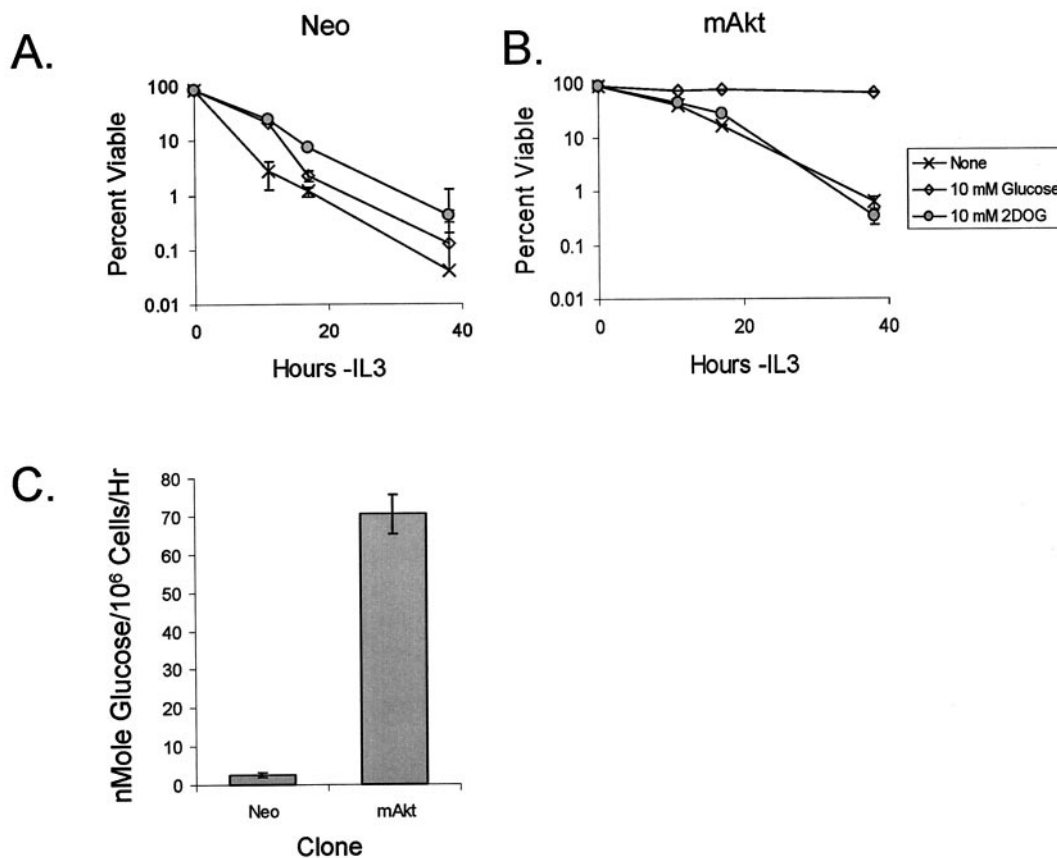 Neo
A.
Percent Viable
100
10
1
0.1
0.01
0
20
40
Hours -IL3
mAkt
B.
Percent Viable
100
10
1
0.1
0.01
0
20
40
Hours -IL3
None
10 mM Glucose
10 mM 2DOG
C.
nMole Glucose/10⁶ Cells/Hr
80
70
60
50
40
30
20
10
0
Neo
mAkt
Clone